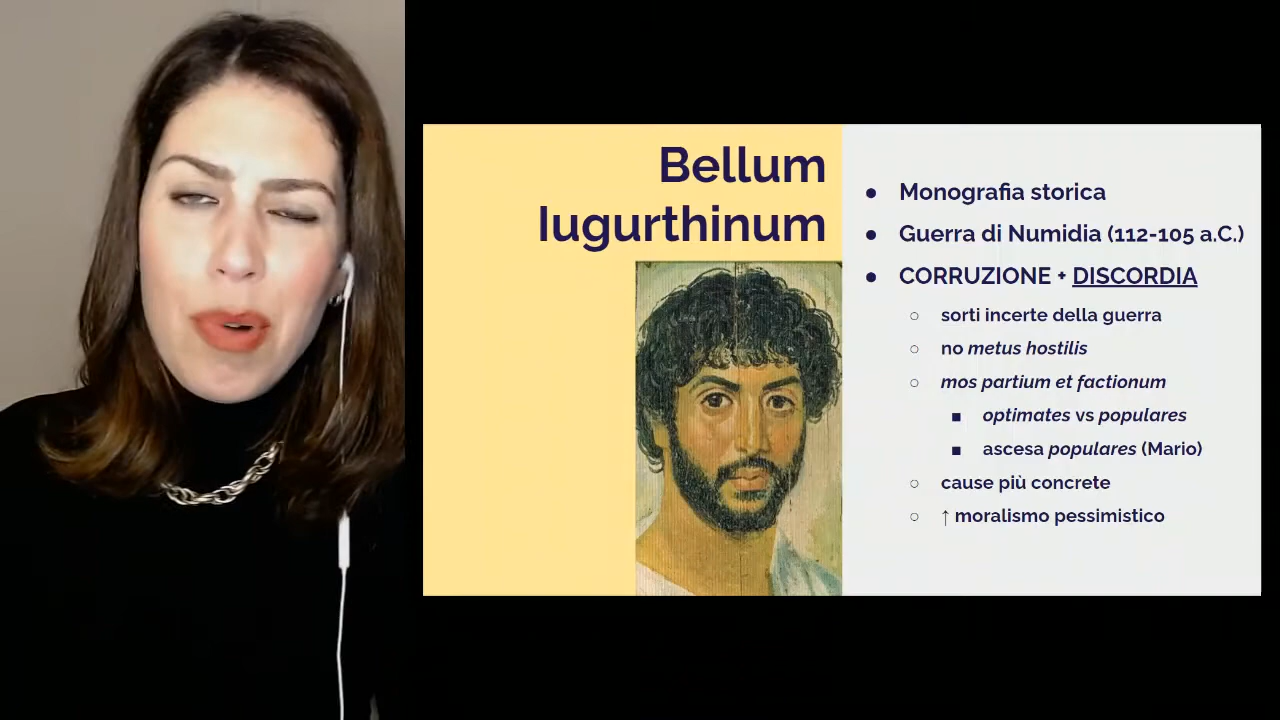 Bellum
Iugurthinum
● Monografia storica
● Guerra di Numidia (112-105 a.C.)
● CORRUZIONE + DISCORDIA
○ sorti incerte della guerra
○ no metus hostilis
○ mos partium et factionum
■ optimates vs populares
■ ascesa populares (Mario)
○ cause più concrete
○ ↑ moralismo pessimistico